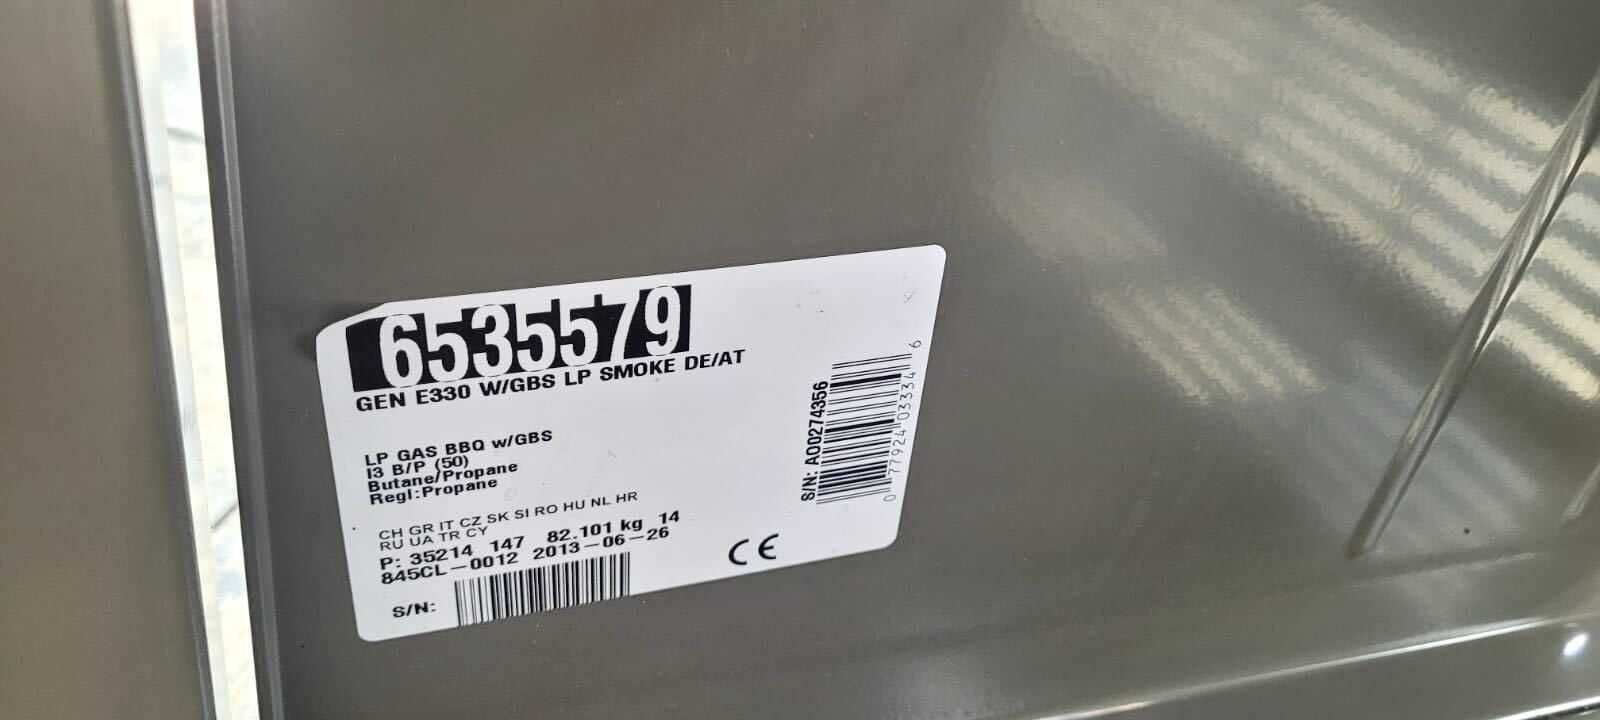 6535579
GEN E330 W/GBS LP SMOKE DE/AT
LP GAS BBQ w/GBS
I3 B/P (50)
Butane/Propane
Regl:Propane
CH GR IT CZ SK SI RO HU NL HR
RU UA TR CY
P: 35214 147 82.101 kg 14
845CL-0012 2013-06-26
S/N:
CE
S/N: A00274356
0 77924 03334 6